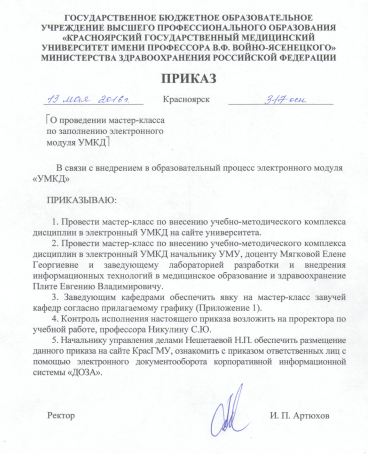 ГОСУДАРСТВЕННОЕ БЮДЖЕТНОЕ ОБРАЗОВАТЕЛЬНОЕ
УЧРЕЖДЕНИЕ ВЫСШЕГО ПРОФЕССИОНАЛЬНОГО ОБРАЗОВАНИЯ
«КРАСНОЯРСКИЙ ГОСУДАРСТВЕННЫЙ МЕДИЦИНСКИЙ
УНИВЕРСИТЕТ ИМЕНИ ПРОФЕССОРА В.Ф. ВОЙНО-ЯСЕНЕЦКОГО»
МИНИСТЕРСТВА ЗДРАВООХРАНЕНИЯ РОССИЙСКОЙ ФЕДЕРАЦИИ
ПРИКАЗ
13 мая 2016г. Красноярск 317 осн
О проведении мастер-класса
по заполнению электронного
модуля УМКД
В связи с внедрением в образовательный процесс электронного модуля
«УМКД»
ПРИКАЗЫВАЮ:
1. Провести мастер-класс по внесению учебно-методического комплекса
дисциплин в электронный УМКД на сайте университета.
2. Провести мастер-класс по внесению учебно-методического комплекса
дисциплин в электронный УМКД начальнику УМУ, доценту Мягковой Елене
Георгиевне и заведующему лабораторией разработки и внедрения
информационных технологий в медицинское образование и здравоохранение
Плите Евгению Владимировичу.
3. Заведующим кафедрами обеспечить явку на мастер-класс завучей
кафедр согласно прилагаемому графику (Приложение 1).
4. Контроль исполнения настоящего приказа возложить на проректора по
учебной работе, профессора Никулину С.Ю.
5. Начальнику управления делами Нешетаевой Н.П. обеспечить размещение
данного приказа на сайте КрасГМУ, ознакомить с приказом ответственных лиц с
помощью электронного документооборота корпоративной информационной
системы «ДОЗА».
Ректор И. П. Артюхов